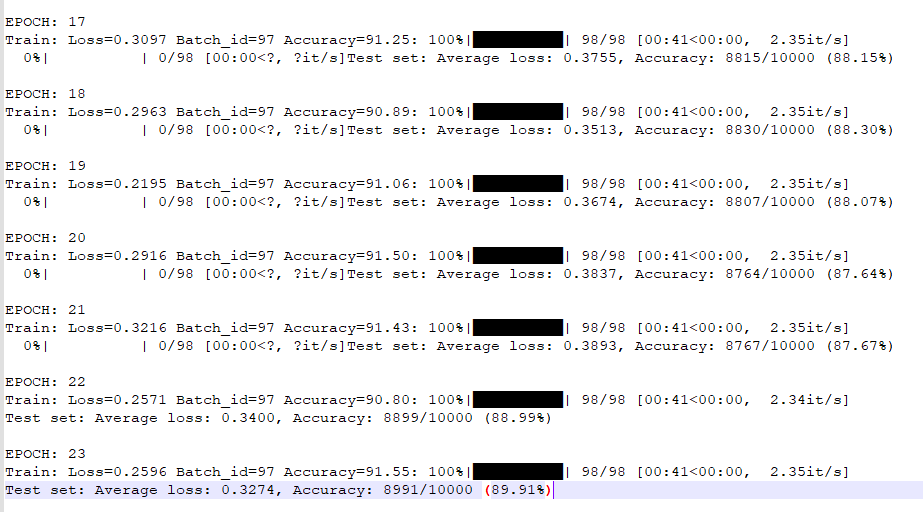 EPOCH: 17
Train: Loss=0.3097 Batch_id=97 Accuracy=91.25: 100%|██████████| 98/98 [00:41<00:00,  2.35it/s]
  0%|          | 0/98 [00:00<?, ?it/s]Test set: Average loss: 0.3755, Accuracy: 8815/10000 (88.15%)
EPOCH: 18
Train: Loss=0.2963 Batch_id=97 Accuracy=90.89: 100%|██████████| 98/98 [00:41<00:00,  2.35it/s]
  0%|          | 0/98 [00:00<?, ?it/s]Test set: Average loss: 0.3513, Accuracy: 8830/10000 (88.30%)
EPOCH: 19
Train: Loss=0.2195 Batch_id=97 Accuracy=91.06: 100%|██████████| 98/98 [00:41<00:00,  2.35it/s]
  0%|          | 0/98 [00:00<?, ?it/s]Test set: Average loss: 0.3674, Accuracy: 8807/10000 (88.07%)
EPOCH: 20
Train: Loss=0.2916 Batch_id=97 Accuracy=91.50: 100%|██████████| 98/98 [00:41<00:00,  2.35it/s]
  0%|          | 0/98 [00:00<?, ?it/s]Test set: Average loss: 0.3837, Accuracy: 8764/10000 (87.64%)
EPOCH: 21
Train: Loss=0.3216 Batch_id=97 Accuracy=91.43: 100%|██████████| 98/98 [00:41<00:00,  2.35it/s]
  0%|          | 0/98 [00:00<?, ?it/s]Test set: Average loss: 0.3893, Accuracy: 8767/10000 (87.67%)
EPOCH: 22
Train: Loss=0.2571 Batch_id=97 Accuracy=90.80: 100%|██████████| 98/98 [00:41<00:00,  2.34it/s]
Test set: Average loss: 0.3400, Accuracy: 8899/10000 (88.99%)
EPOCH: 23
Train: Loss=0.2596 Batch_id=97 Accuracy=91.55: 100%|██████████| 98/98 [00:41<00:00,  2.35it/s]
Test set: Average loss: 0.3274, Accuracy: 8991/10000 (89.91%)